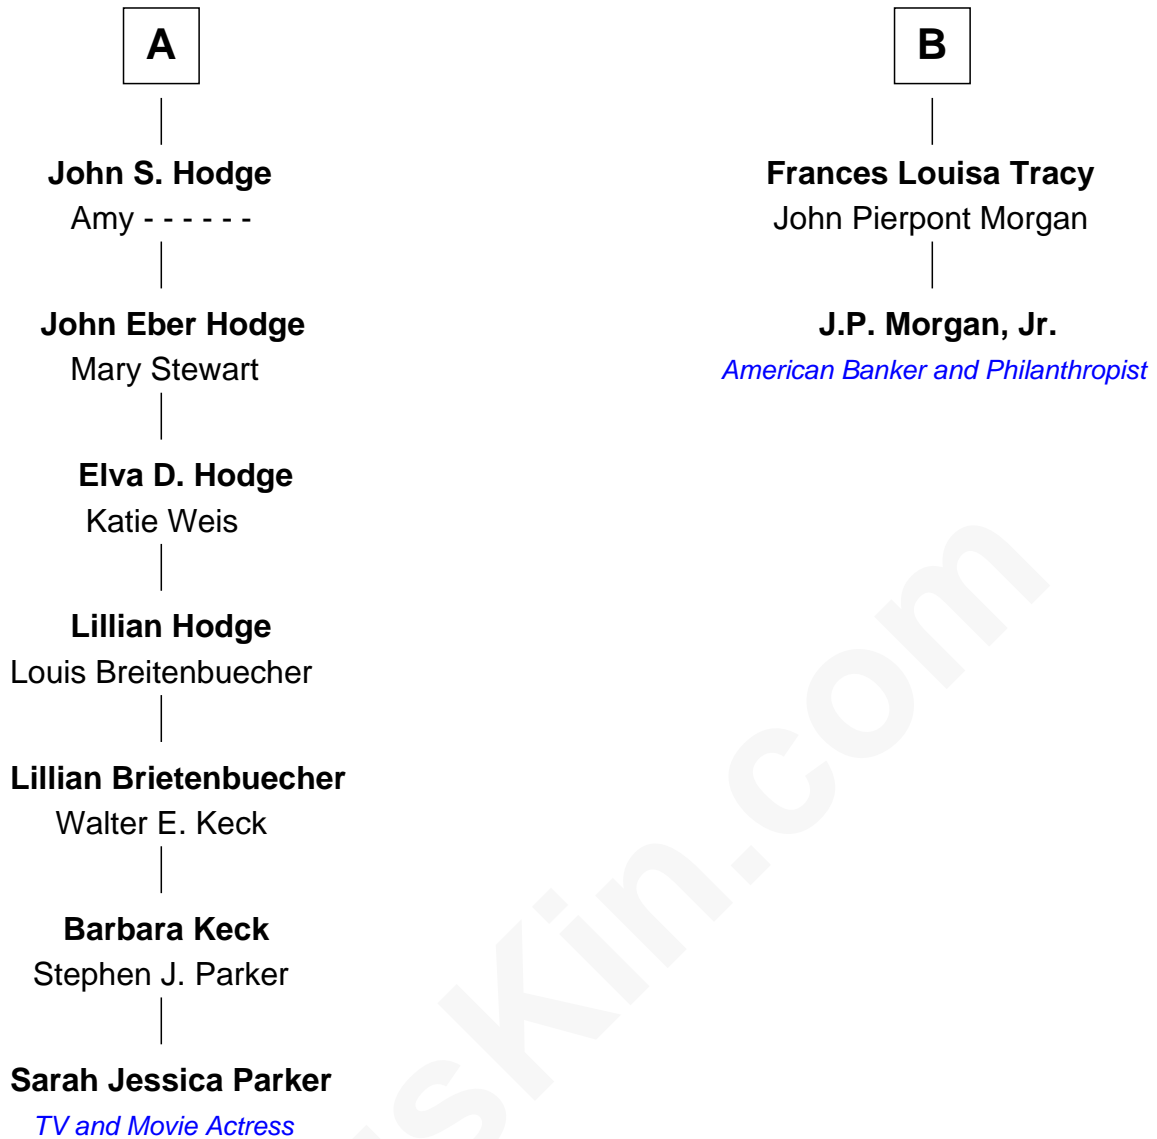 A
John S. Hodge
Amy - - - - - -
John Eber Hodge
Mary Stewart
Elva D. Hodge
Katie Weis
Lillian Hodge
Louis Breitenbuecher
Lillian Brietenbuecher
Walter E. Keck
Barbara Keck
Stephen J. Parker
Sarah Jessica Parker
TV and Movie Actress
B
Frances Louisa Tracy
John Pierpont Morgan
J.P. Morgan, Jr.
American Banker and Philanthropist
usKin.com